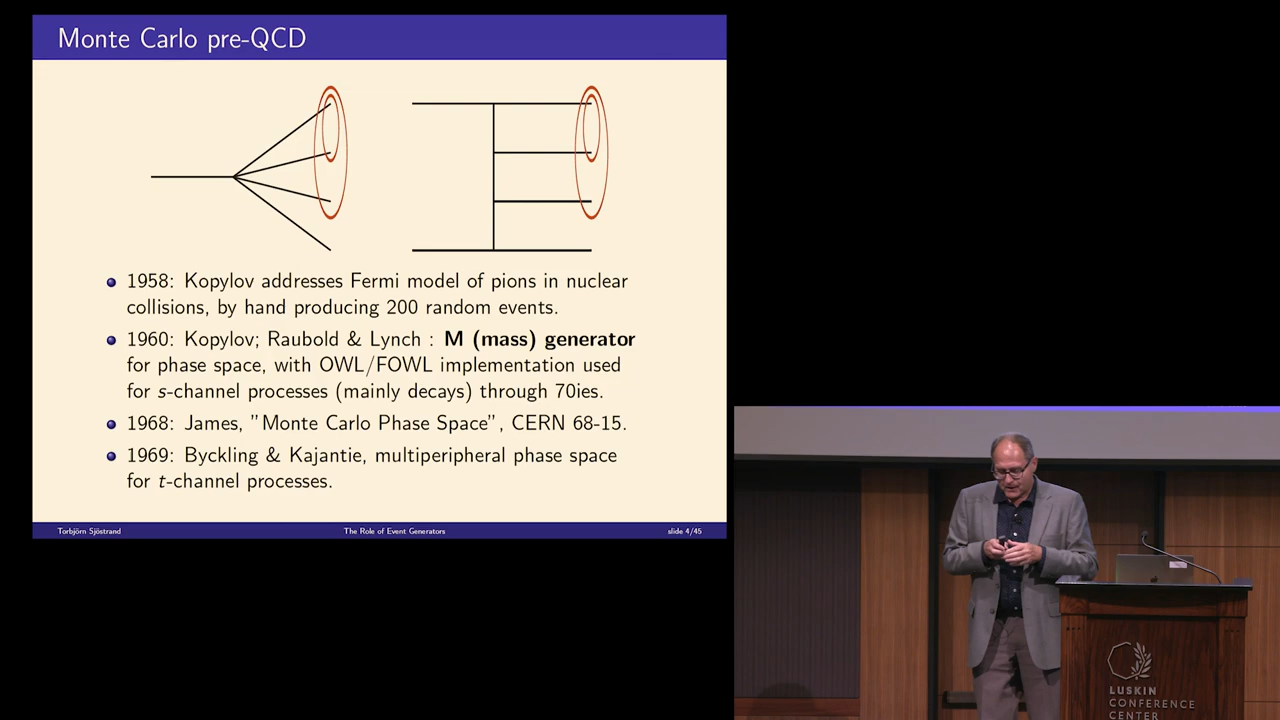 Monte Carlo pre-QCD
1958: Kopylov addresses Fermi model of pions in nuclear
collisions, by hand producing 200 random events.
1960: Kopylov; Raubold & Lynch : M (mass) generator
for phase space, with OWL/FOWL implementation used
for s-channel processes (mainly decays) through 70ies.
1968: James, "Monte Carlo Phase Space", CERN 68-15.
1969: Byckling & Kajantie, multiperipheral phase space
for t-channel processes.
Torbjörn Sjöstrand
The Role of Event Generators
slide 4/45
LUSKIN
CONFERENCE
CENTER